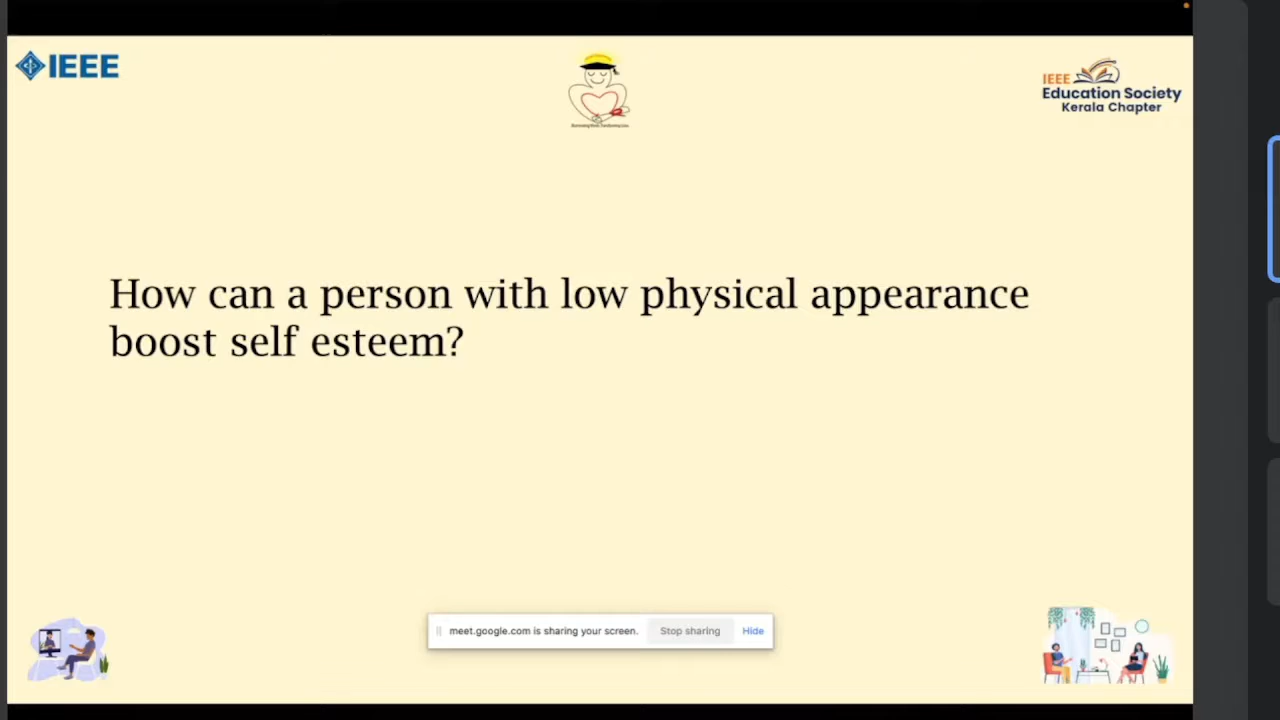 IEEE
IEEE
Education Society
Kerala Chapter
How can a person with low physical appearance
boost self esteem?
meet.google.com is sharing your screen. Stop sharing Hide